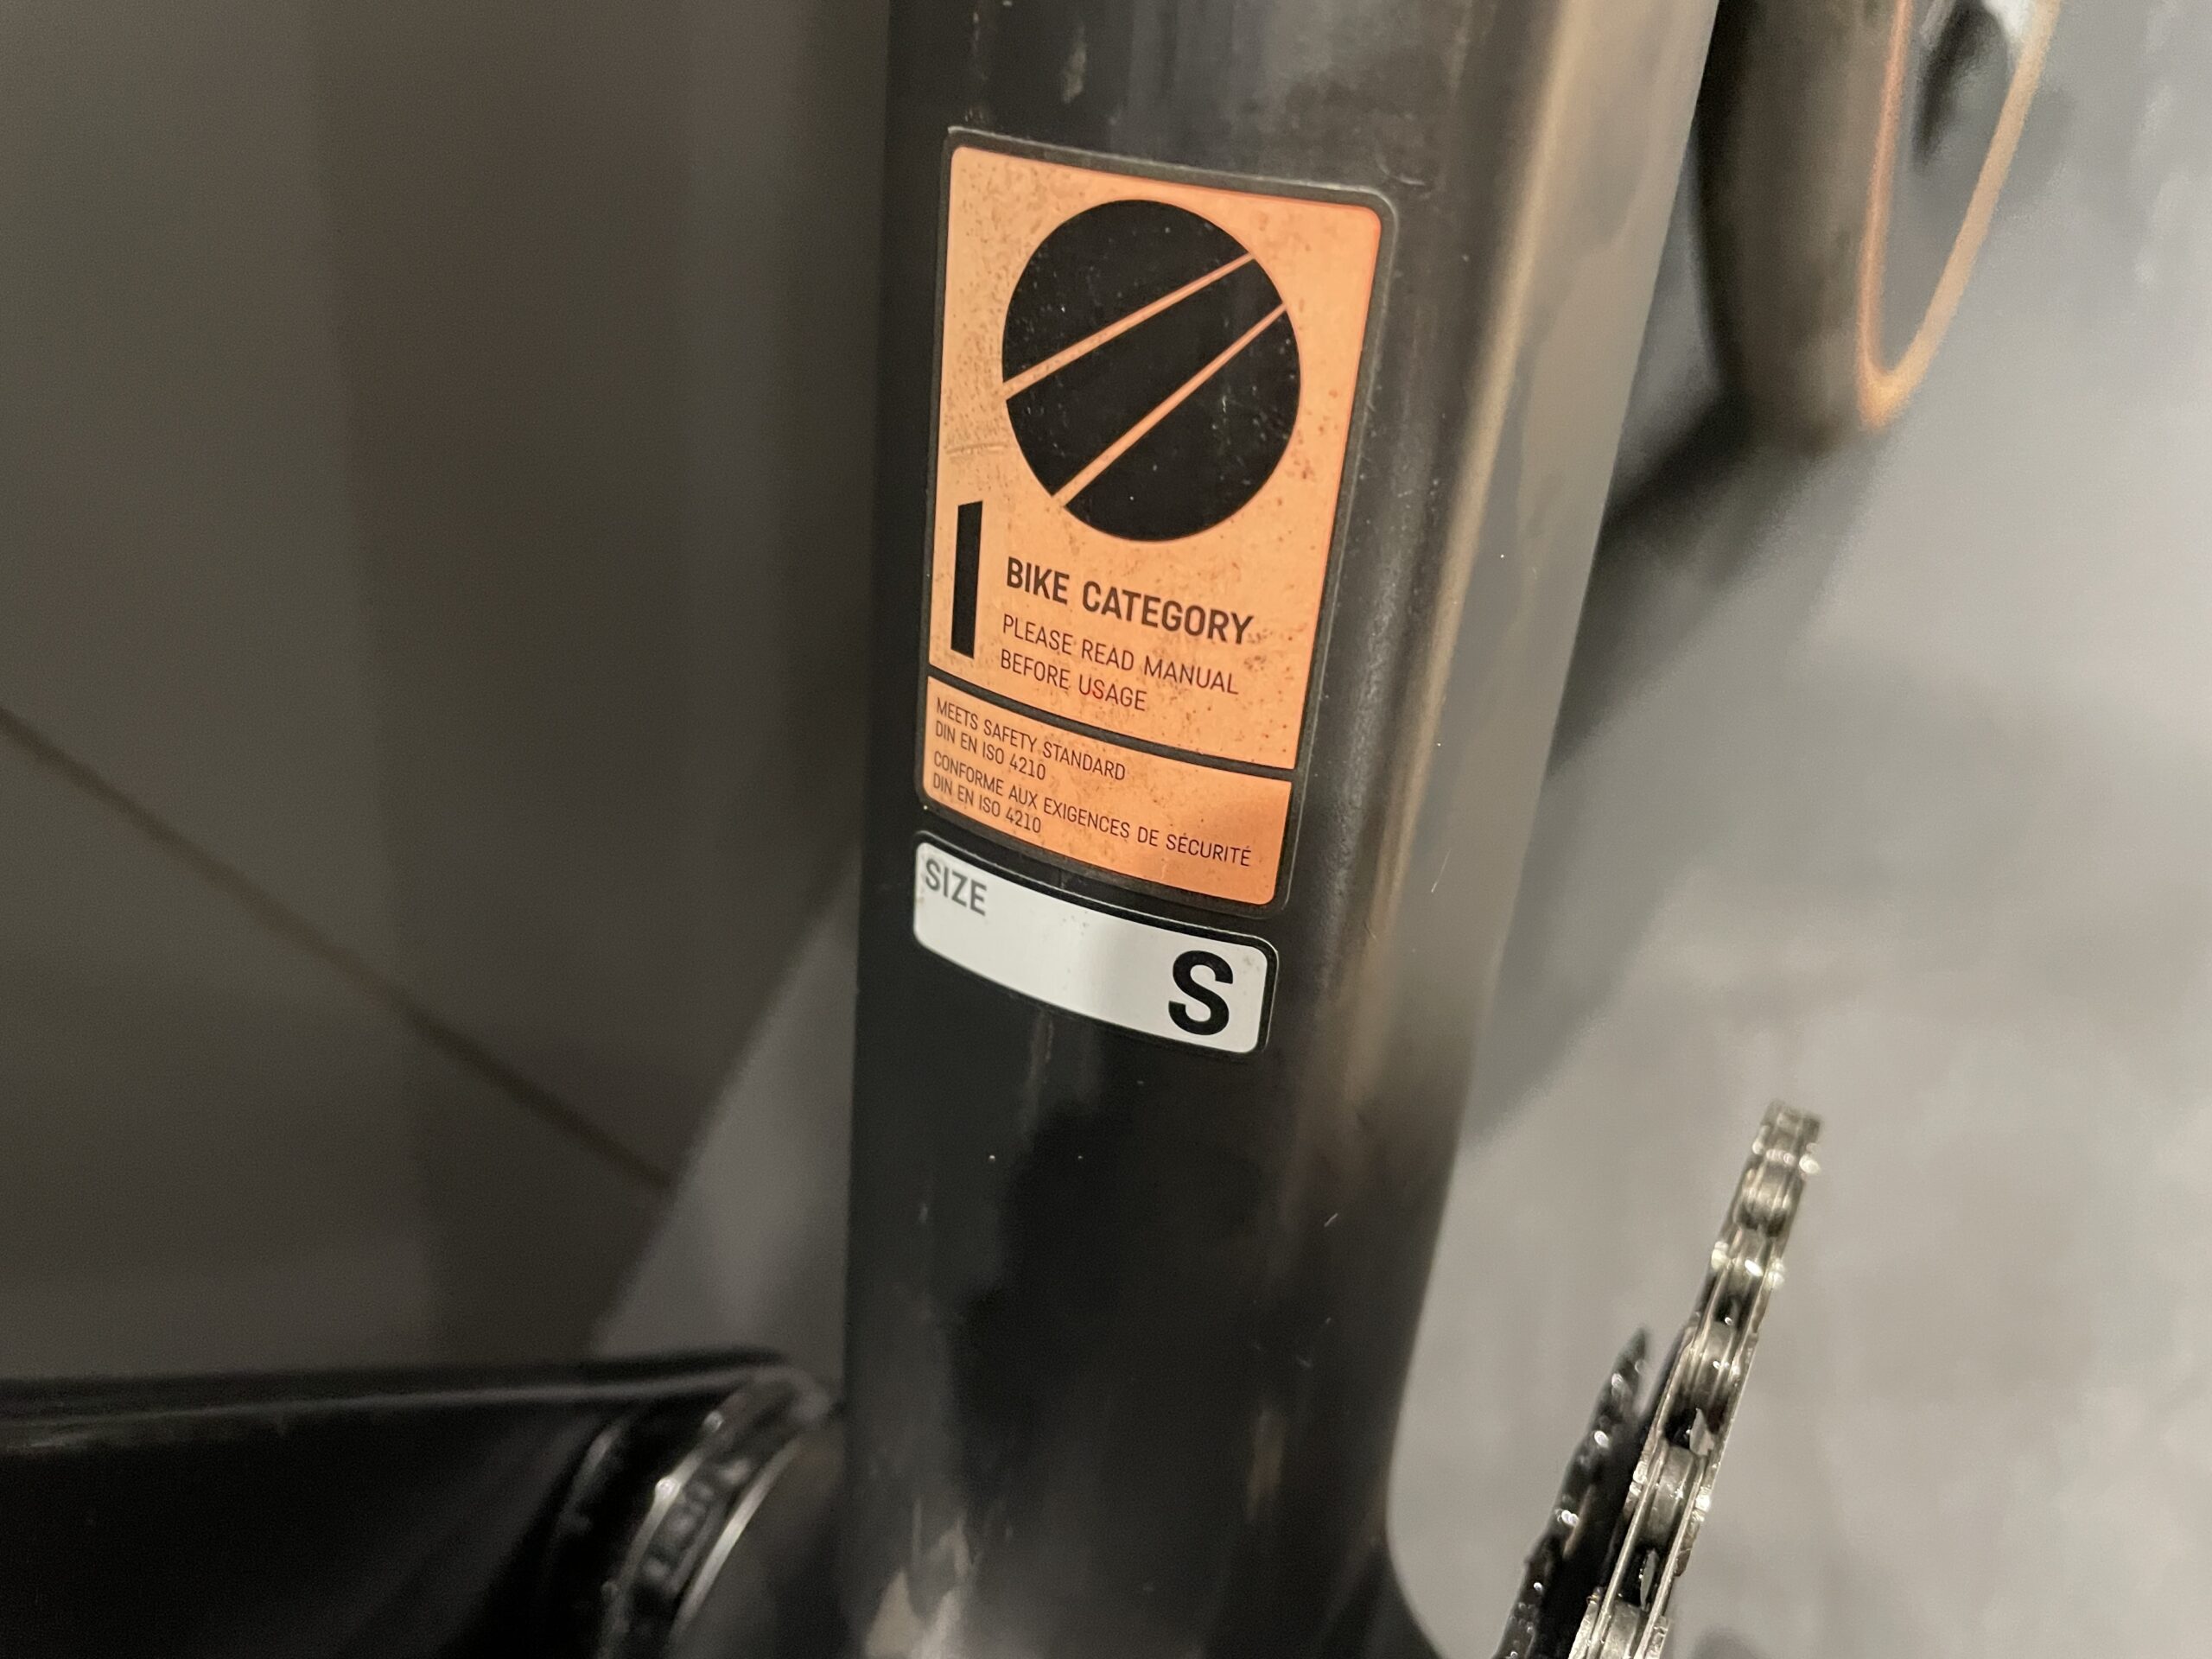 1
BIKE CATEGORY
PLEASE READ MANUAL
BEFORE USAGE
MEETS SAFETY STANDARD
DIN EN ISO 4210
CONFORME AUX EXIGENCES DE SÉCURITÉ
DIN EN ISO 4210
SIZE
S